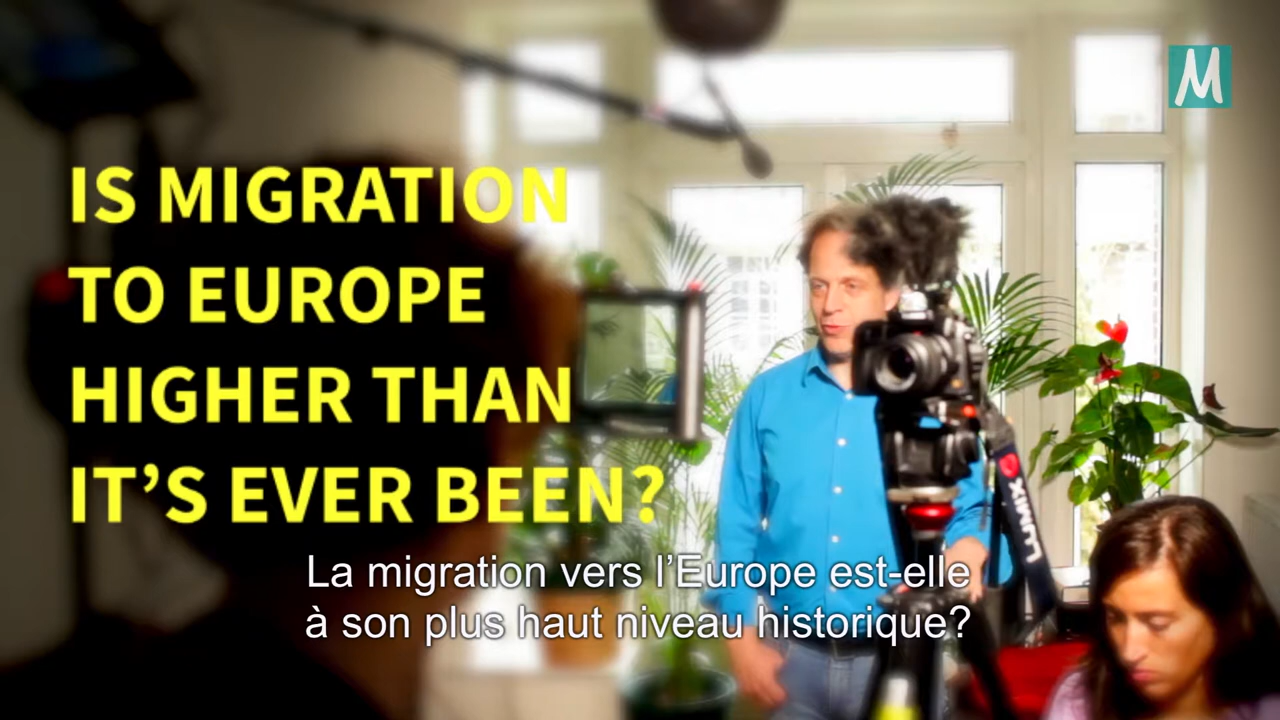 M
IS MIGRATION
TO EUROPE
HIGHER THAN
IT’S EVER BEEN?
La migration vers l’Europe est-elle
à son plus haut niveau historique?
LUMIX